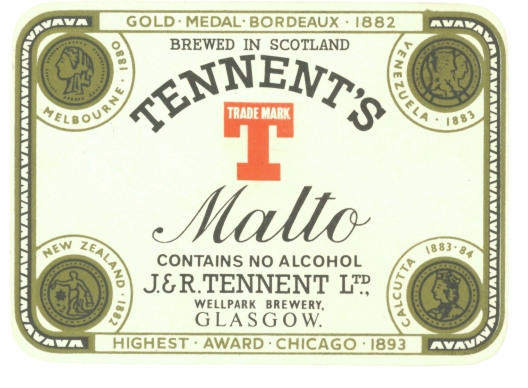 GOLD · MEDAL · BORDEAUX · 1882
MELBOURNE · 1880
VENEZUELA · 1883
BREWED IN SCOTLAND
TENNENT'S
TRADE MARK
T
Malto
CONTAINS NO ALCOHOL
J.&R. TENNENT LTD.,
WELLPARK BREWERY,
GLASGOW.
NEW ZEALAND · 1882
CALCUTTA 1883·84
HIGHEST · AWARD · CHICAGO · 1893